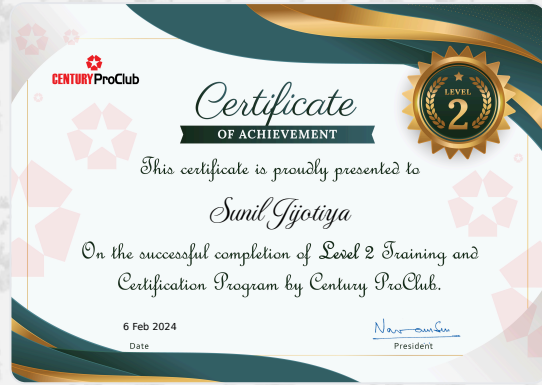 CENTURY ProClub
LEVEL
2
Certificate
OF ACHIEVEMENT
This certificate is proudly presented to
Sunil Jijotiya
On the successful completion of Level 2 Training and
Certification Program by Century ProClub.
6 Feb 2024
Date
President